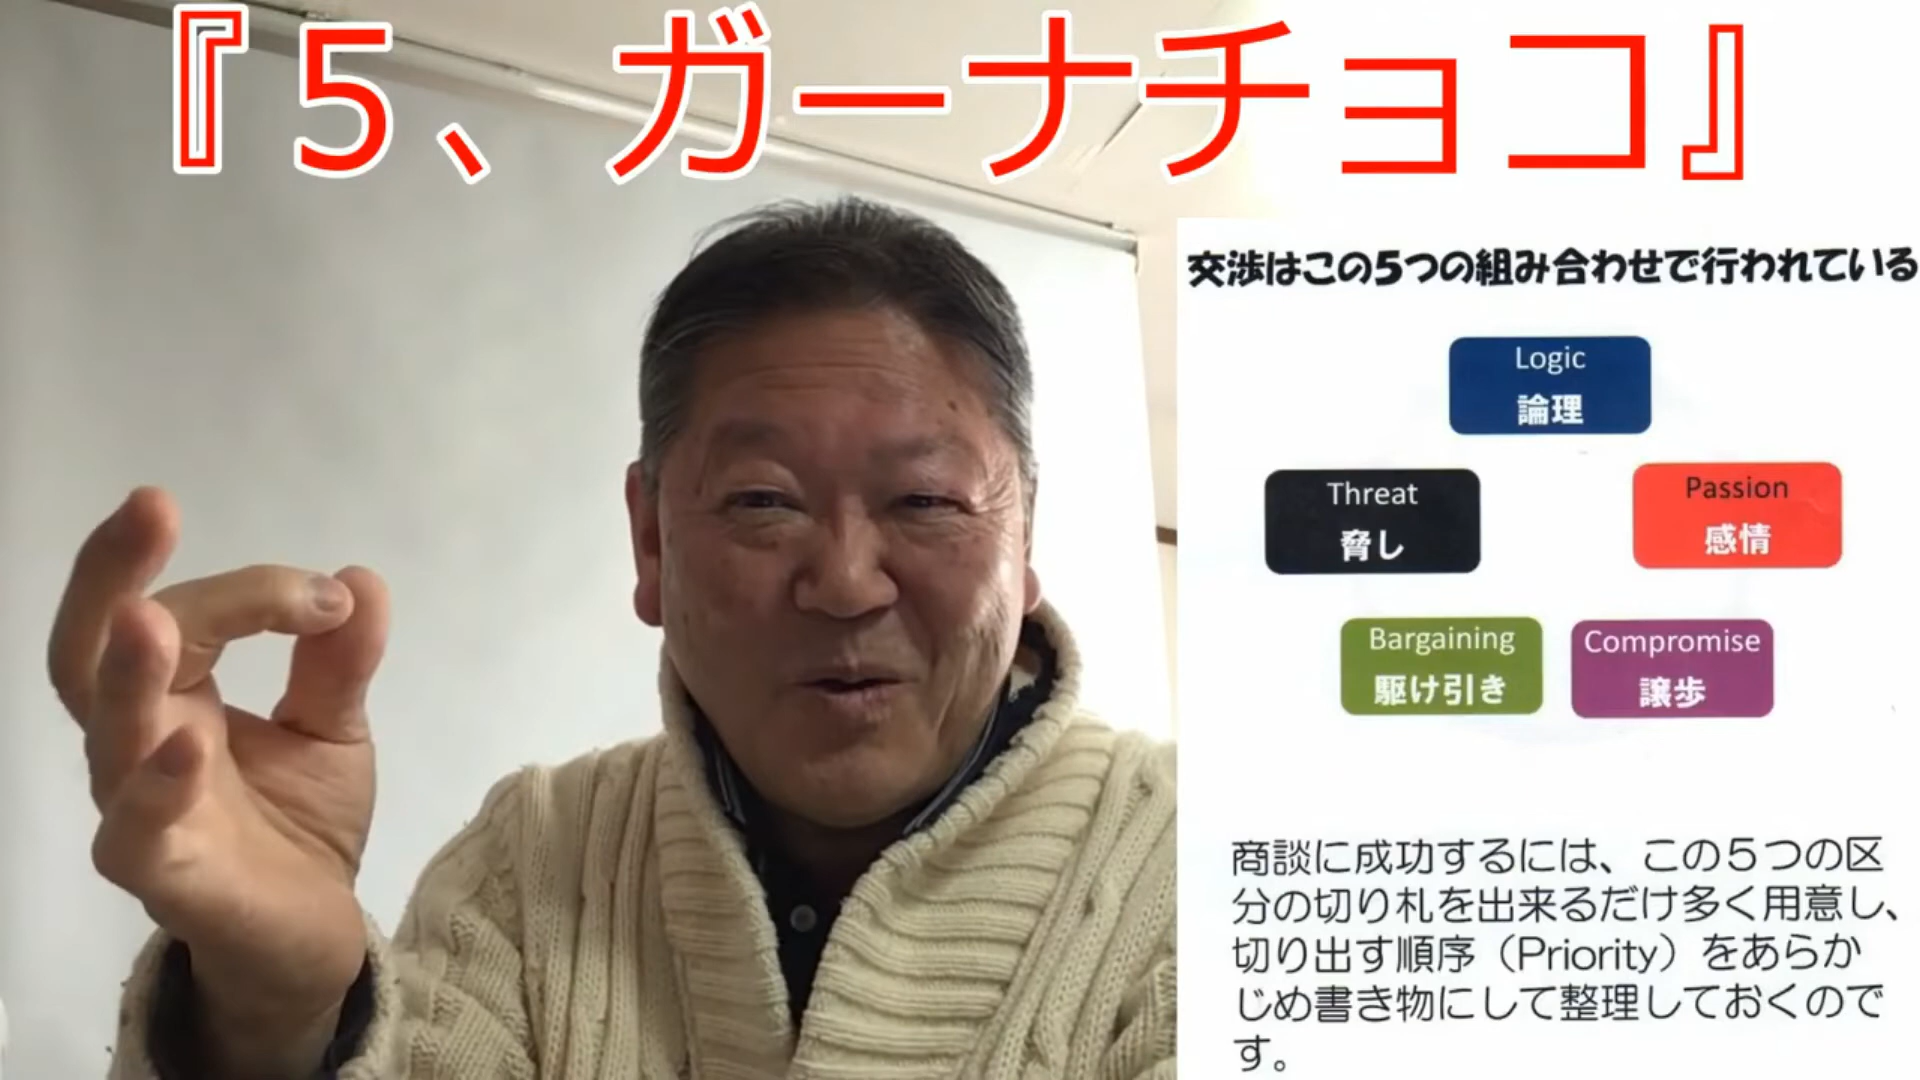 『5、ガーナチョコ』
交渉はこの5つの組み合わせで行われている
Logic
論理
Threat
脅し
Passion
感情
Bargaining
駆け引き
Compromise
譲歩
商談に成功するには、この５つの区
分の切り札を出来るだけ多く用意し、
切り出す順序（Priority）をあらか
じめ書き物にして整理しておくので
す。